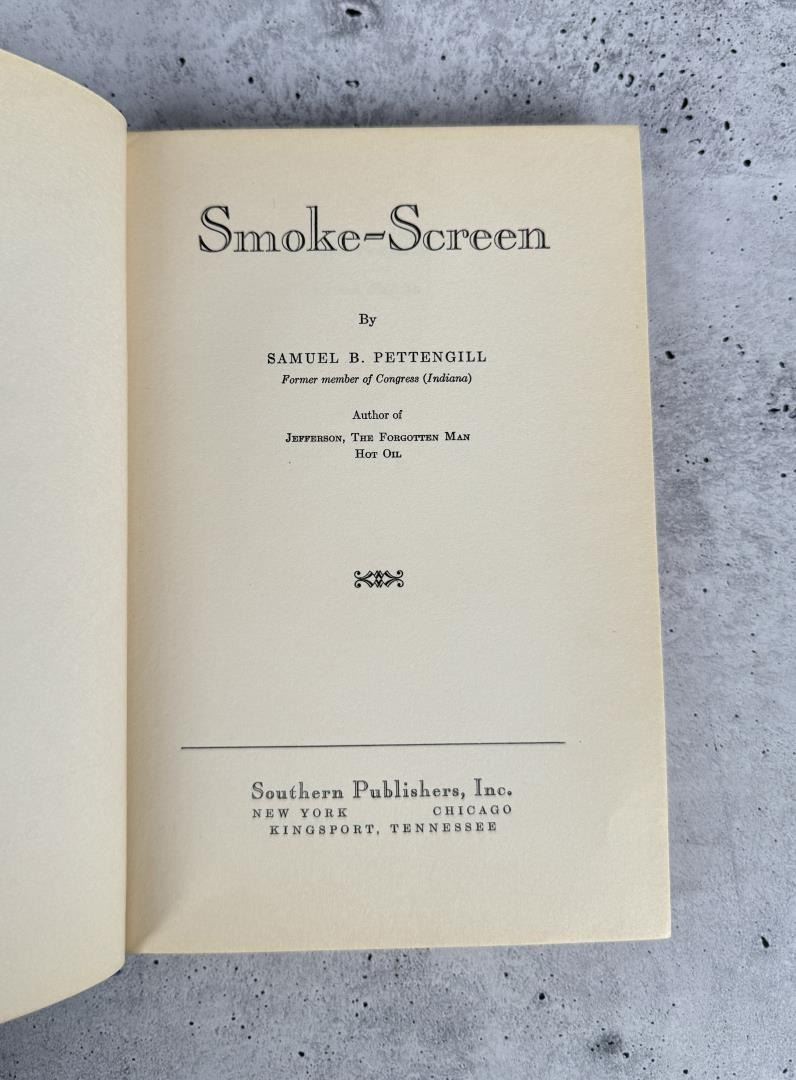 Smoke-Screen
By
SAMUEL B. PETTENGILL
Former member of Congress (Indiana)
Author of
JEFFERSON, THE FORGOTTEN MAN
HOT OIL
Southern Publishers, Inc.
NEW YORK CHICAGO
KINGSPORT, TENNESSEE